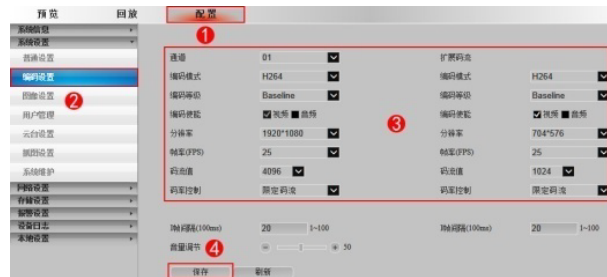 预览 回放 配置
❶
系统信息
系统设置
普通设置
编码设置
图像设置
❷
用户管理
云台设置
抓图设置
系统维护
网络设置
存储设置
报警设置
设备日志
本地设置
通道 01 扩展码流
编码模式 H264 编码模式 H264
编码等级 Baseline 编码等级 Baseline
编码使能 视频 音频 编码使能 视频 音频
❸
分辨率 1920*1080 分辨率 704*576
帧率(FPS) 25 帧率(FPS) 25
码流值 4096 码流值 1024
码率控制 限定码流 码率控制 限定码流
I帧间隔(100ms) 20 1~100 I帧间隔(100ms) 20 1~100
音量调节 50
❹
保存 刷新